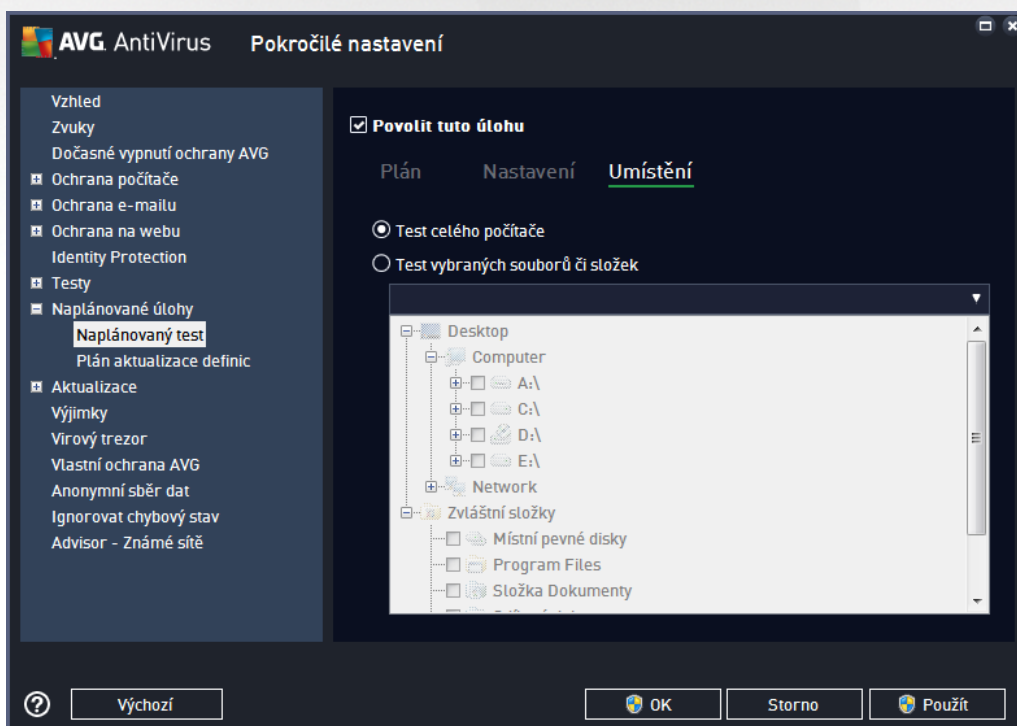 AVG. AntiVirus Pokročilé nastavení
Vzhled
Zvuky
Dočasné vypnutí ochrany AVG
Ochrana počítače
Ochrana e-mailu
Ochrana na webu
Identity Protection
Testy
Naplánované úlohy
Naplánovaný test
Plán aktualizace definic
Aktualizace
Výjimky
Virový trezor
Vlastní ochrana AVG
Anonymní sběr dat
Ignorovat chybový stav
Advisor - Známé sítě
Povolit tuto úlohu
Plán Nastavení Umístění
Test celého počítače
Test vybraných souborů či složek
Desktop
Computer
A:\
C:\
D:\
E:\
Network
Zvláštní složky
Místní pevné disky
Program Files
Složka Dokumenty
? Výchozí OK Storno Použít